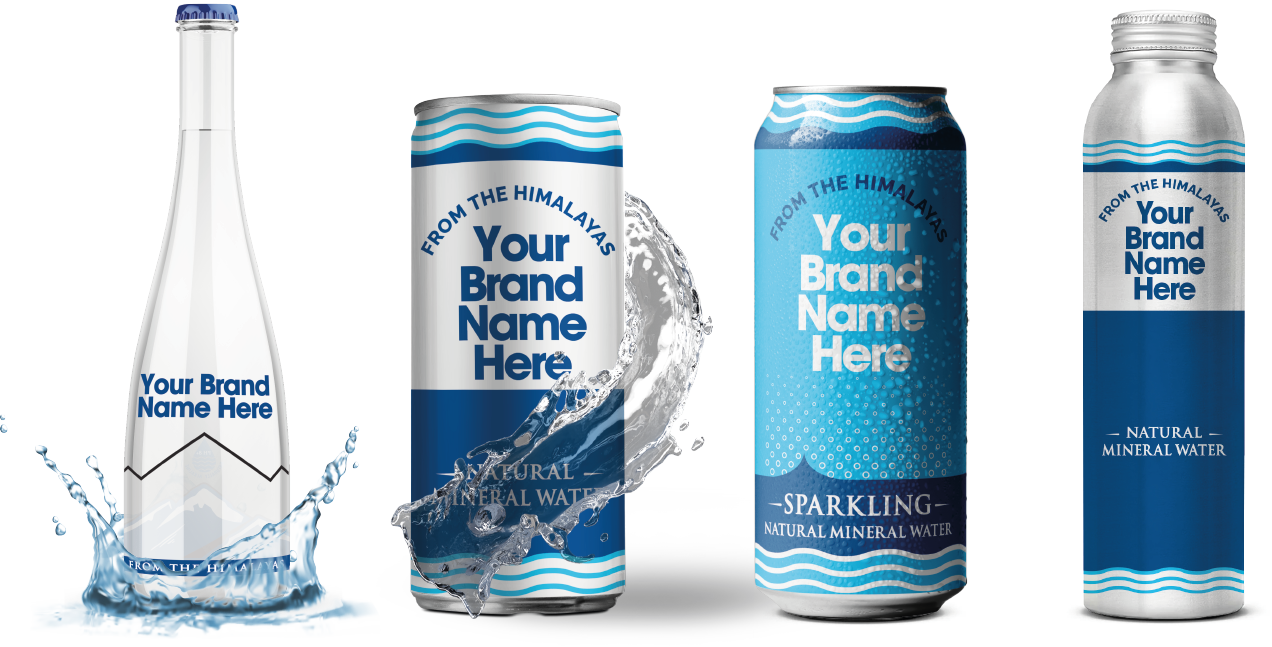 Your Brand
Name Here
FROM THE HIMALAYAS
FROM THE HIMALAYAS
Your
Brand
Name
Here
NATURAL
MINERAL WATER
FROM THE HIMALAYAS
Your
Brand
Name
Here
SPARKLING
NATURAL MINERAL WATER
FROM THE HIMALAYAS
Your
Brand
Name
Here
NATURAL
MINERAL WATER